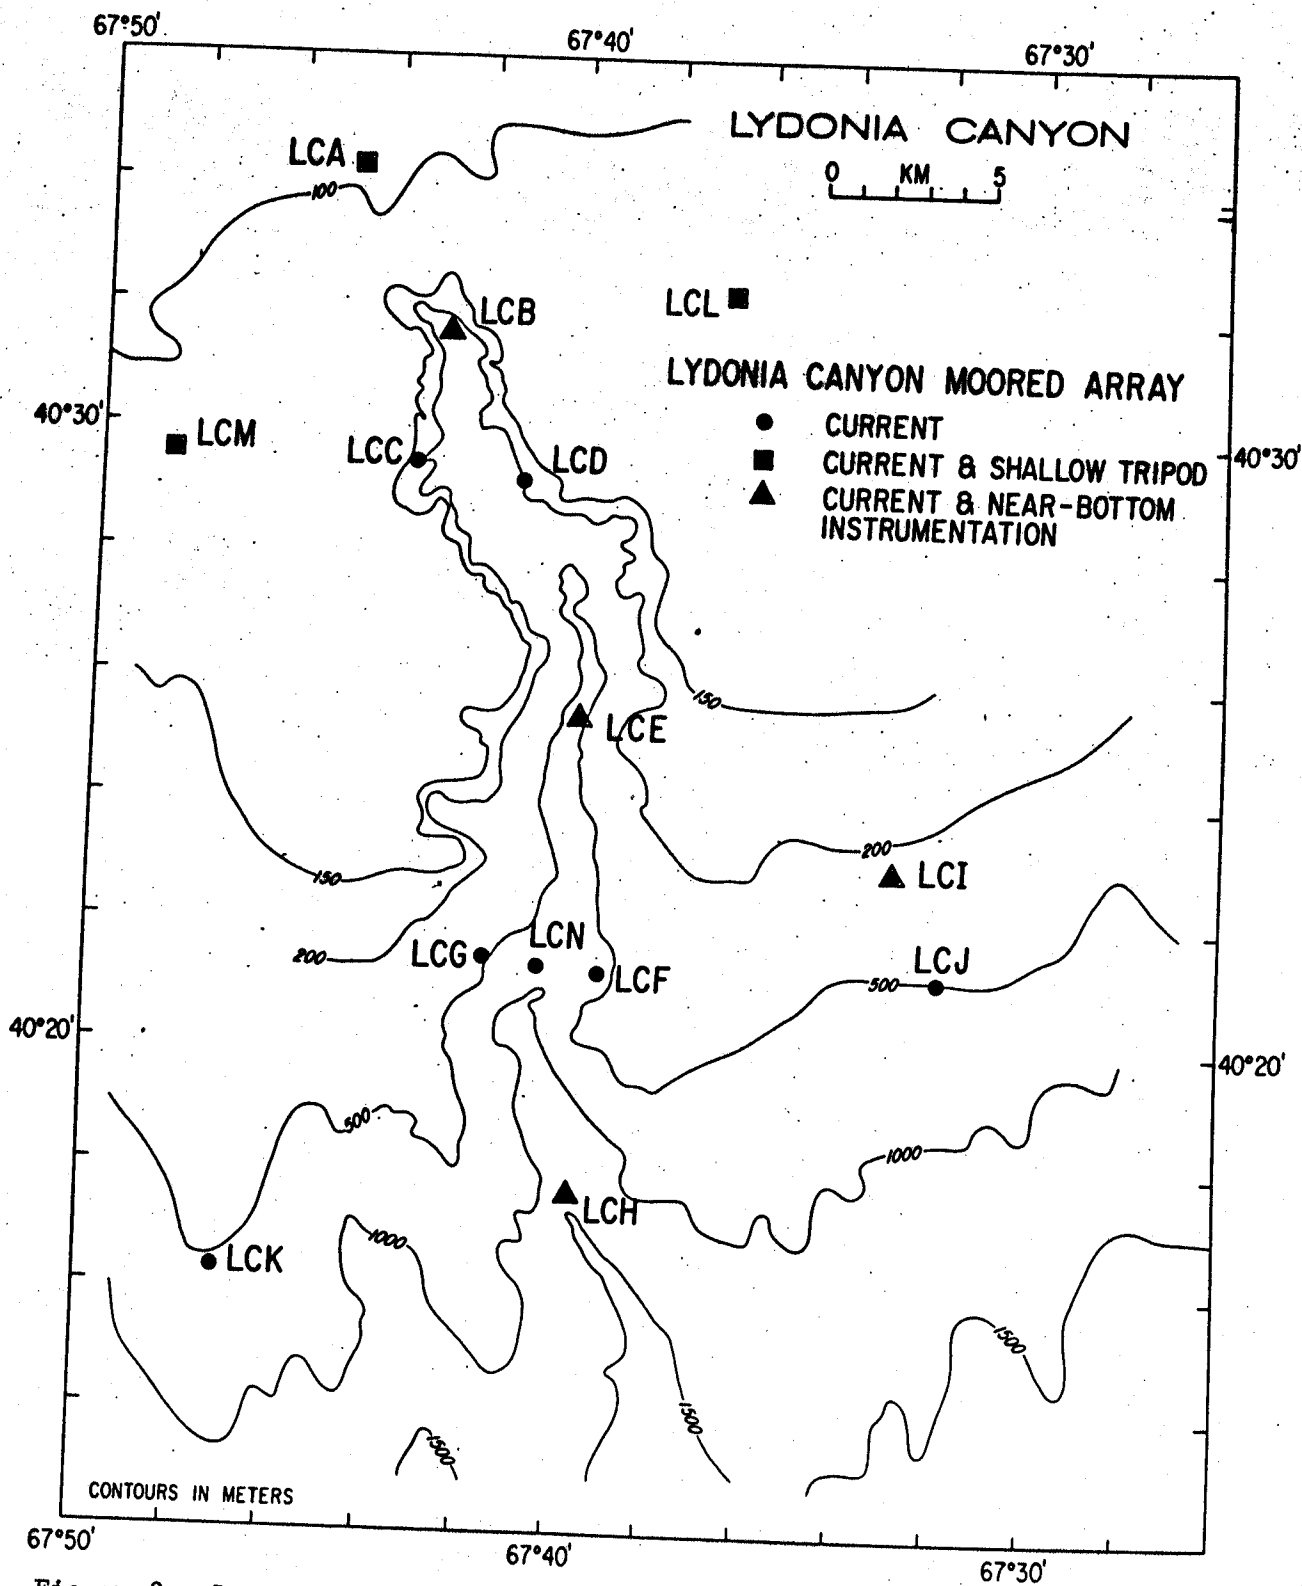 67°50'
67°40'
67°30'
LYDONIA CANYON
0 KM 5
LCA
100
LCB
LCL
LYDONIA CANYON MOORED ARRAY
CURRENT
CURRENT & SHALLOW TRIPOD
CURRENT & NEAR-BOTTOM
INSTRUMENTATION
40°30'
LCM
LCC
LCD
40°30'
150
LCE
200
150
LCI
LCN
200
LCG
LCF
LCJ
500
40°20'
40°20'
500
1000
LCH
1000
LCK
1500
1500
1500
CONTOURS IN METERS
67°50'
67°40'
67°30'